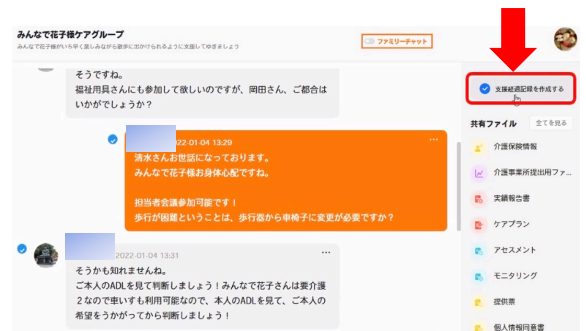 みんなで花子様ケアグループ
みんなで花子様がいち早く楽しみながら散歩に出かけられるように支援してゆきましょう
ファミリーチャット
支援経過記録を作成する
そうですね。
福祉用具さんにも参加して欲しいのですが、岡田さん、ご都合は
いかがでしょうか？
22-01-04 13:29
清水さんお世話になっております。
みんなで花子様お身体心配ですね。
担当者会議参加可能です！
歩行が困難ということは、歩行器から車椅子に変更が必要ですか？
2022-01-04 13:31
そうかも知れませんね。
ご本人のADLを見て判断しましょう！みんなで花子さんは要介護
２なので車いすも利用可能なので、本人のADLを見て、ご本人の
希望をうかがってから判断しましょう！
共有ファイル 全てを見る
介護保険情報
介護事業所提出用ファ...
実績報告書
ケアプラン
アセスメント
モニタリング
提供票
個人情報同意書